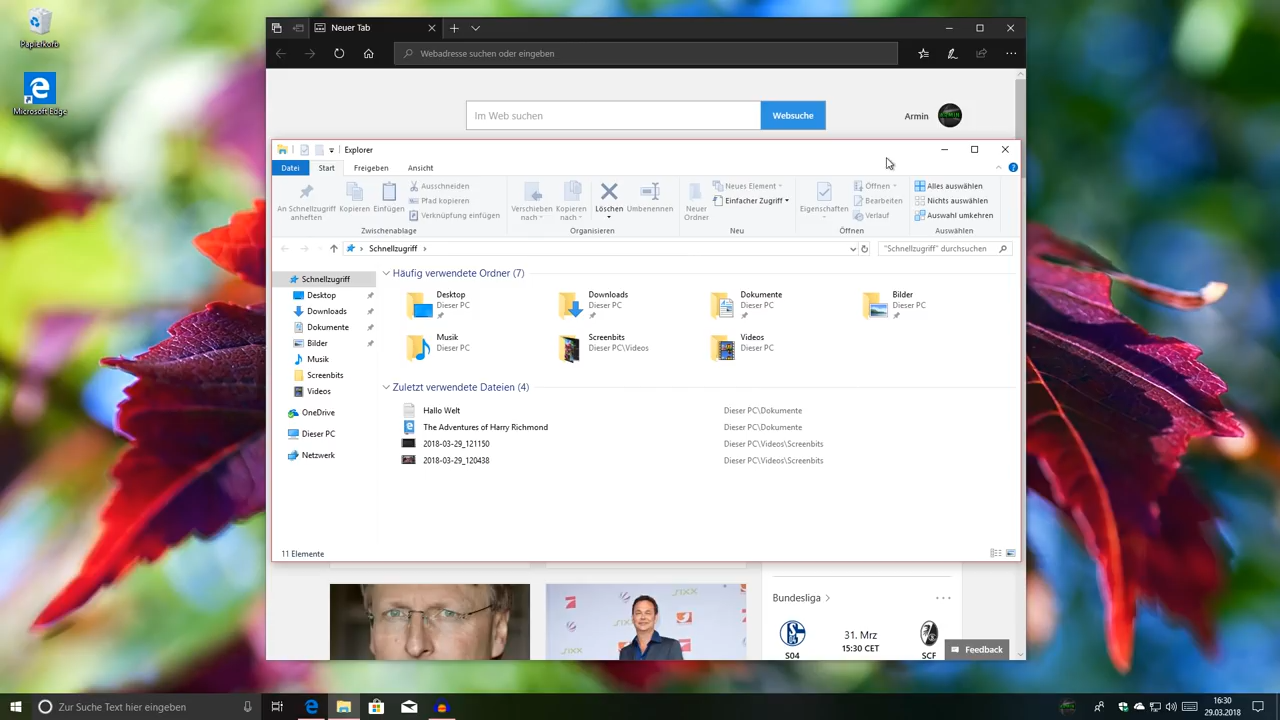 Papierkorb
Microsoft Edge
Neuer Tab
Webadresse suchen oder eingeben
Im Web suchen
Websuche
Armin
Explorer
Datei Start Freigeben Ansicht
An Schnellzugriff anheften
Kopieren
Einfügen
Ausschneiden
Pfad kopieren
Verknüpfung einfügen
Zwischenablage
Verschieben nach
Kopieren nach
Löschen
Umbenennen
Organisieren
Neuer Ordner
Neues Element
Einfacher Zugriff
Neu
Eigenschaften
Öffnen
Bearbeiten
Verlauf
Öffnen
Alles auswählen
Nichts auswählen
Auswahl umkehren
Auswählen
Schnellzugriff
"Schnellzugriff" durchsuchen
Schnellzugriff
Desktop
Downloads
Dokumente
Bilder
Musik
Screenbits
Videos
OneDrive
Dieser PC
Netzwerk
Häufig verwendete Ordner (7)
Desktop
Dieser PC
Downloads
Dieser PC
Dokumente
Dieser PC
Bilder
Dieser PC
Musik
Dieser PC
Screenbits
Dieser PC\Videos
Videos
Dieser PC
Zuletzt verwendete Dateien (4)
Hallo Welt Dieser PC\Dokumente
The Adventures of Harry Richmond Dieser PC\Dokumente
2018-03-29_121150 Dieser PC\Videos\Screenbits
2018-03-29_120438 Dieser PC\Videos\Screenbits
11 Elemente
Bundesliga
31. Mrz
15:30 CET
S04
SCF
Feedback
Zur Suche Text hier eingeben
16:30
29.03.2018